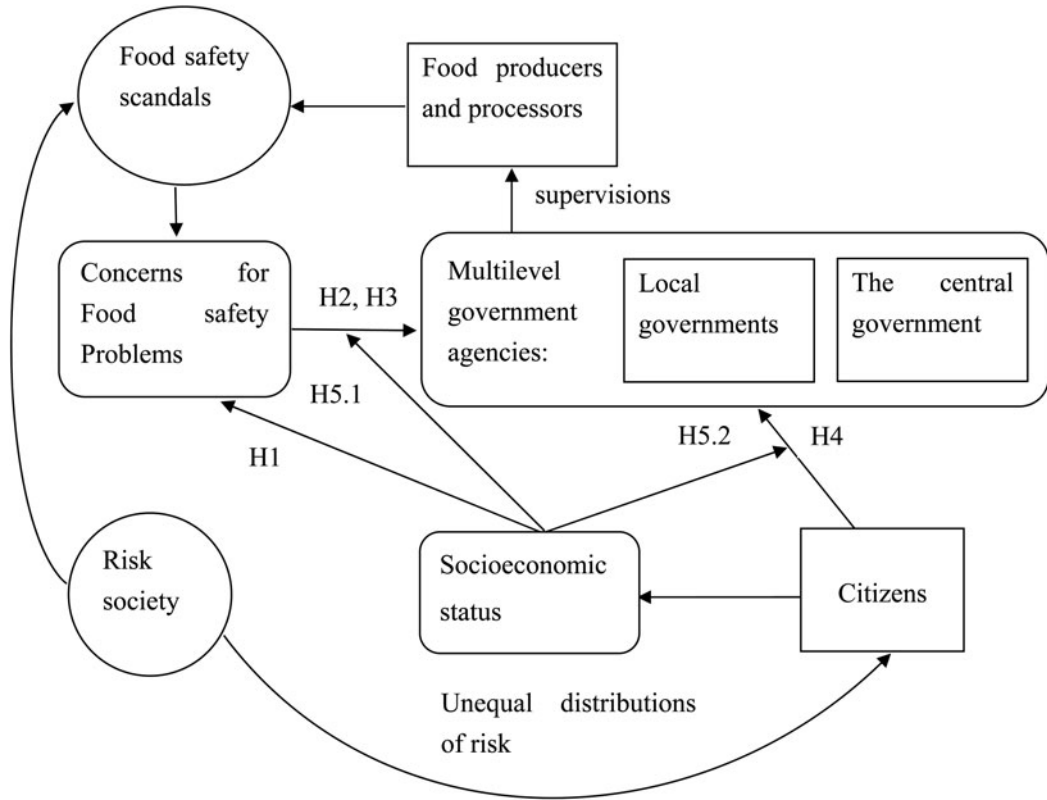 Food safety
scandals
Food producers
and processors
supervisions
Concerns for
Food safety
Problems
H2, H3
Multilevel
government
agencies:
Local
governments
The central
government
H5.1
H1
H5.2
H4
Risk
society
Socioeconomic
status
Citizens
Unequal distributions
of risk